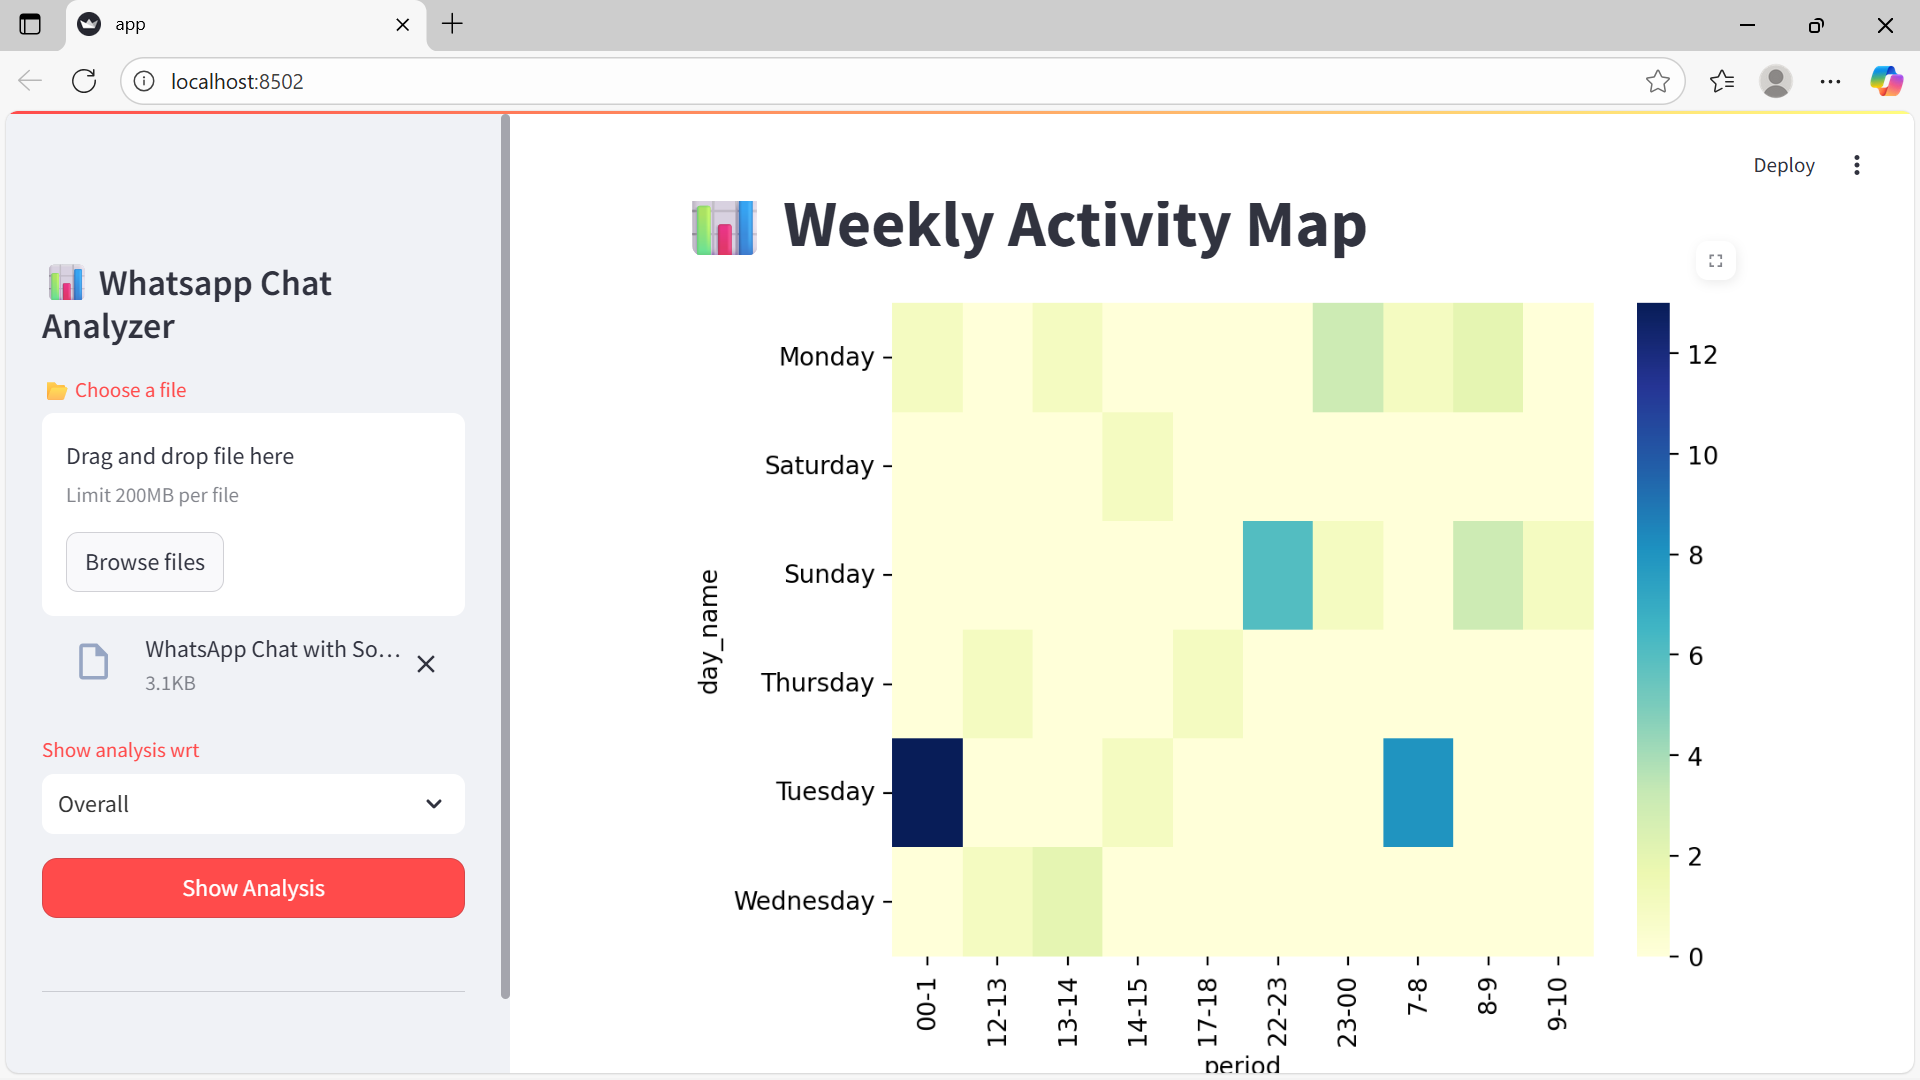 app
localhost:8502
Deploy
Whatsapp Chat
Analyzer
Choose a file
Drag and drop file here
Limit 200MB per file
Browse files
WhatsApp Chat with So...
3.1KB
Show analysis wrt
Overall
Show Analysis
Weekly Activity Map
day_name
Monday
Saturday
Sunday
Thursday
Tuesday
Wednesday
00-1
12-13
13-14
14-15
17-18
22-23
23-00
7-8
8-9
9-10
period
12
10
8
6
4
2
0